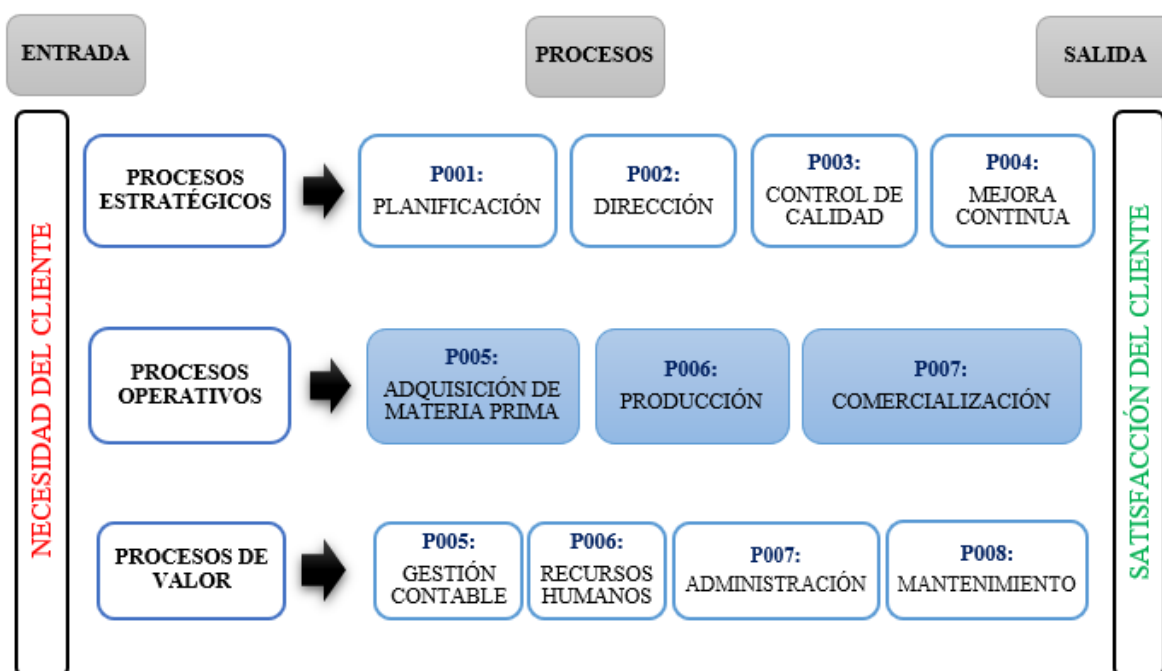 ENTRADA
PROCESOS
SALIDA
NECESIDAD DEL CLIENTE
PROCESOS
ESTRATÉGICOS
P001:
PLANIFICACIÓN
P002:
DIRECCIÓN
P003:
CONTROL DE
CALIDAD
P004:
MEJORA
CONTINUA
PROCESOS
OPERATIVOS
P005:
ADQUISICIÓN DE
MATERIA PRIMA
P006:
PRODUCCIÓN
P007:
COMERCIALIZACIÓN
PROCESOS DE
VALOR
P005:
GESTIÓN
CONTABLE
P006:
RECURSOS
HUMANOS
P007:
ADMINISTRACIÓN
P008:
MANTENIMIENTO
SATISFACCIÓN DEL CLIENTE